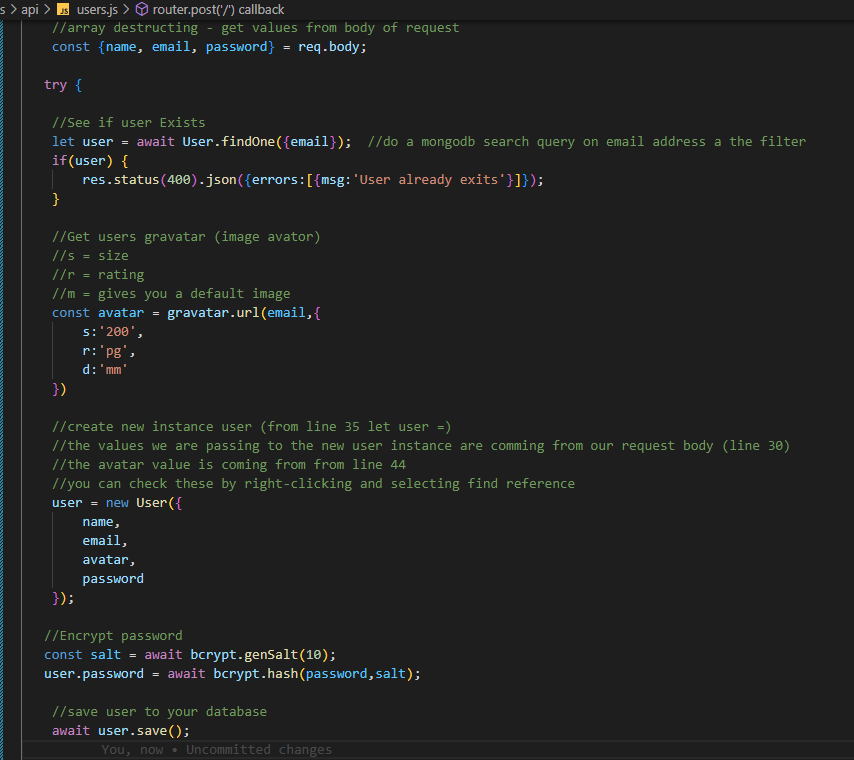 s > api > JS users.js > router.post('/') callback
//array destructing - get values from body of request
const {name, email, password} = req.body;
try {
//See if user Exists
let user = await User.findOne({email});  //do a mongodb search query on email address a the filter
if(user) {
res.status(400).json({errors:[{msg:'User already exits'}]});
}
//Get users gravatar (image avator)
//s = size
//r = rating
//m = gives you a default image
const avatar = gravatar.url(email,{
s:'200',
r:'pg',
d:'mm'
})
//create new instance user (from line 35 let user =)
//the values we are passing to the new user instance are comming from our request body (line 30)
//the avatar value is coming from from line 44
//you can check these by right-clicking and selecting find reference
user = new User({
name,
email,
avatar,
password
});
//Encrypt password
const salt = await bcrypt.genSalt(10);
user.password = await bcrypt.hash(password,salt);
//save user to your database
await user.save();
You, now • Uncommitted changes